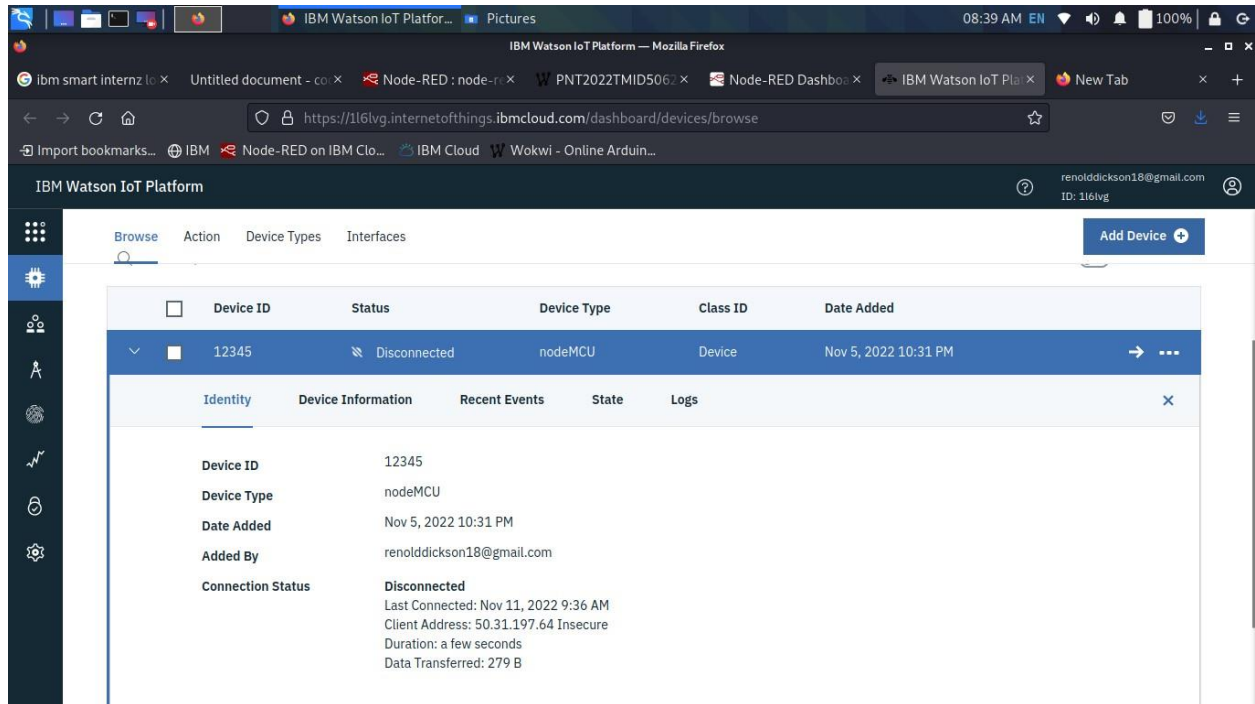 IBM Watson IoT Platfor... Pictures 08:39 AM EN 100%
IBM Watson IoT Platform — Mozilla Firefox
ibm smart internz lo Untitled document - co Node-RED : node-re PNT2022TMID5062 Node-RED Dashboa IBM Watson IoT Pla New Tab
https://1l6lvg.internetofthings.ibmcloud.com/dashboard/devices/browse
Import bookmarks... IBM Node-RED on IBM Clo... IBM Cloud Wokwi - Online Arduin...
IBM Watson IoT Platform
renolddickson18@gmail.com
ID: 1l6lvg
Browse Action Device Types Interfaces Add Device
Device ID Status Device Type Class ID Date Added
12345 Disconnected nodeMCU Device Nov 5, 2022 10:31 PM
Identity Device Information Recent Events State Logs
Device ID 12345
Device Type nodeMCU
Date Added Nov 5, 2022 10:31 PM
Added By renolddickson18@gmail.com
Connection Status Disconnected
Last Connected: Nov 11, 2022 9:36 AM
Client Address: 50.31.197.64 Insecure
Duration: a few seconds
Data Transferred: 279 B